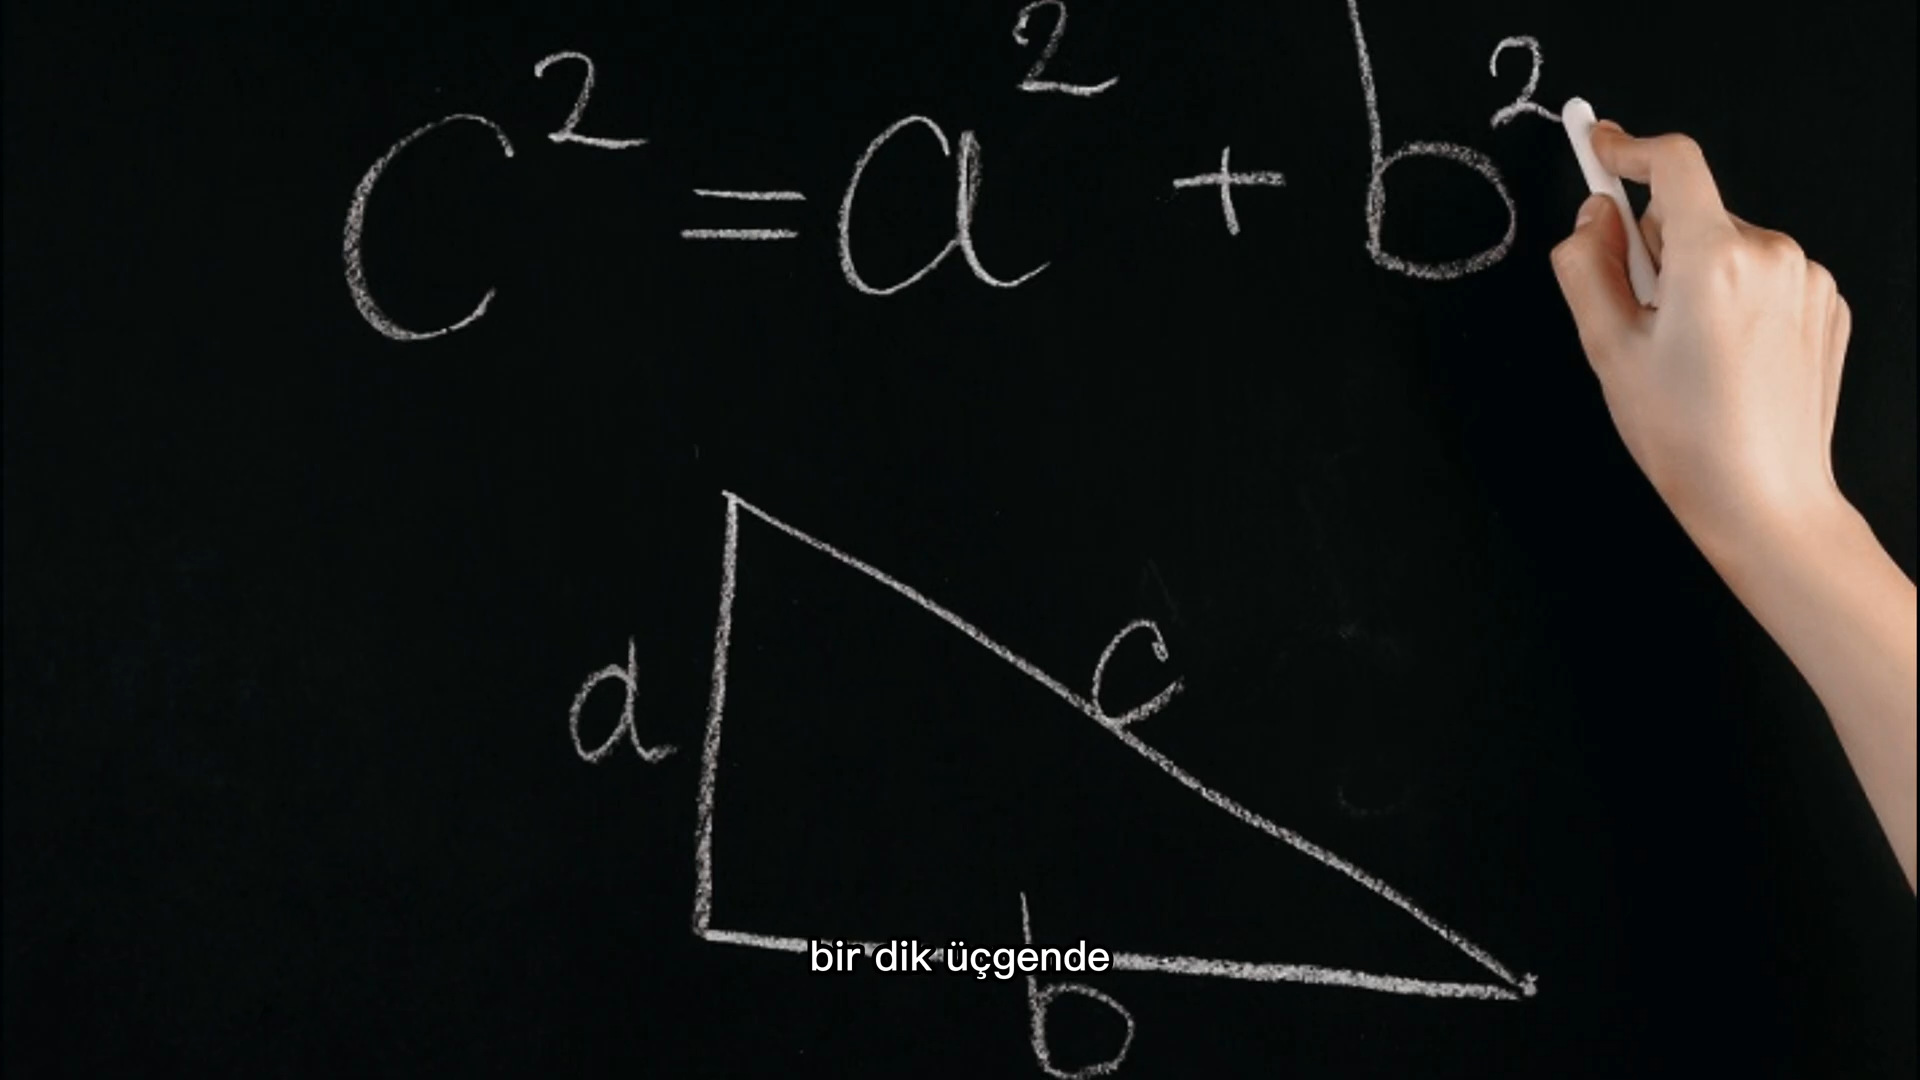 c² = a² + b²
a
c
b
bir dik üçgende